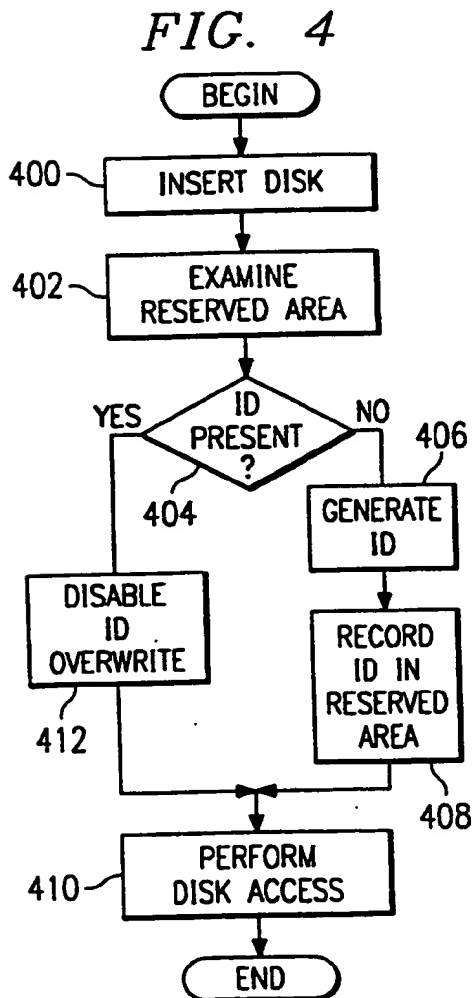 FIG. 4
BEGIN
400
INSERT DISK
402
EXAMINE
RESERVED AREA
YES
ID
PRESENT
?
NO
404
406
GENERATE
ID
DISABLE
ID
OVERWRITE
412
RECORD
ID IN
RESERVED
AREA
408
410
PERFORM
DISK ACCESS
END